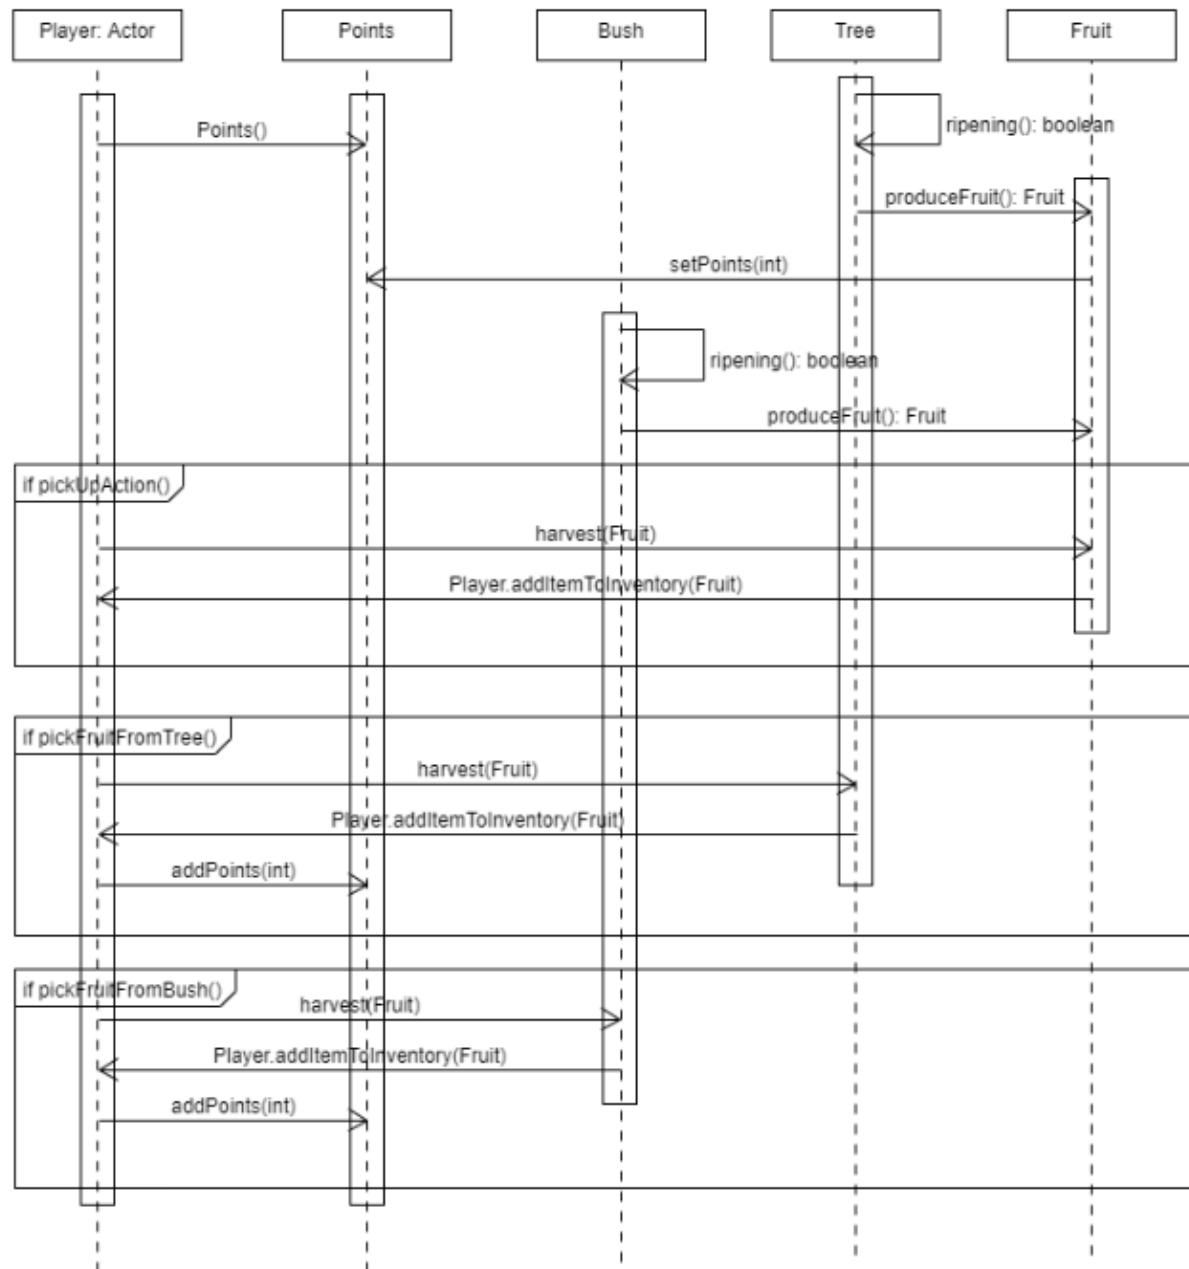 Player: Actor
Points
Bush
Tree
Fruit
Points()
ripening(): boolean
produceFruit(): Fruit
setPoints(int)
ripening(): boolean
produceFruit(): Fruit
if pickUpAction()
harvest(Fruit)
Player.addItemToInventory(Fruit)
if pickFruitFromTree()
harvest(Fruit)
Player.addItemToInventory(Fruit)
addPoints(int)
if pickFruitFromBush()
harvest(Fruit)
Player.addItemToInventory(Fruit)
addPoints(int)